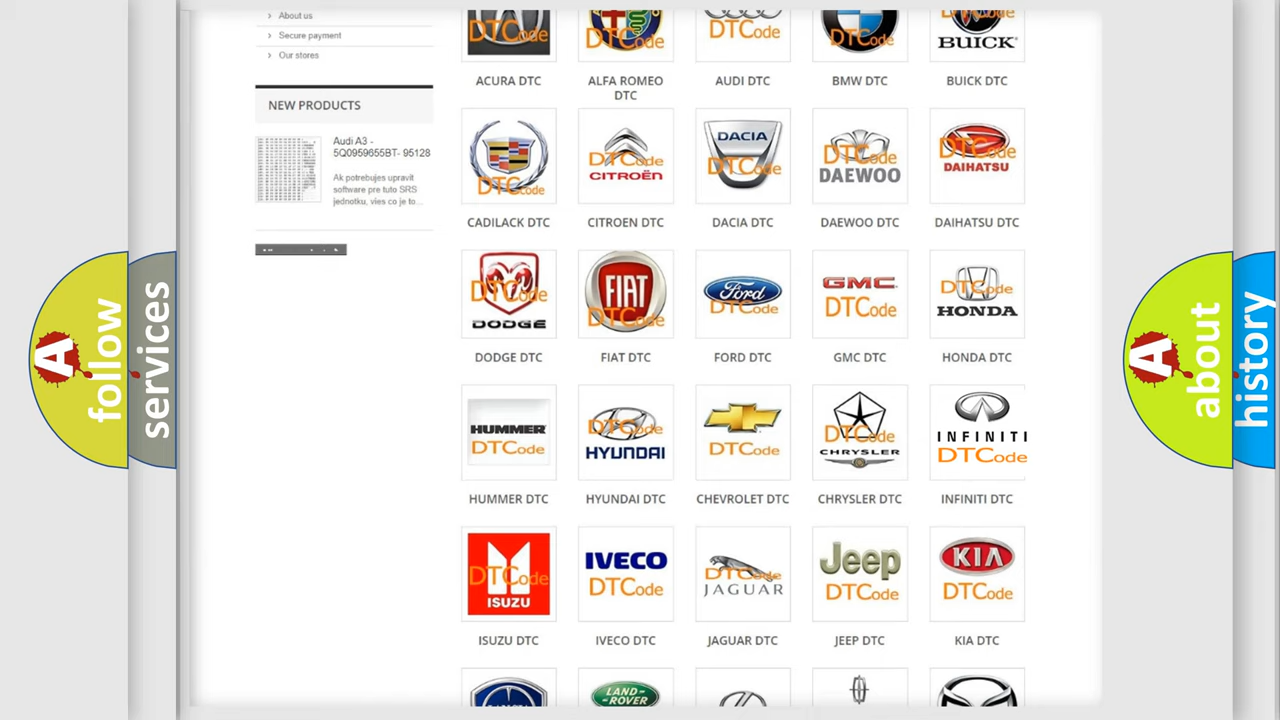 About us
Secure payment
Our stores
NEW PRODUCTS
Audi A3 -
5Q0959655BT- 95128
Ak potrebujes upravit
software pre tuto SRS
jednotku, vies co je to...
DTCode DTCode DTCode DTCode BUICK
ACURA DTC ALFA ROMEO DTC AUDI DTC BMW DTC BUICK DTC
DTCode
DTCode CITROËN
DACIA DTCode
DTCode DAEWOO
DTCode DAIHATSU
CADILACK DTC CITROEN DTC DACIA DTC DAEWOO DTC DAIHATSU DTC
DTCode DODGE
FIAT DTCode
Ford DTCode
GMC DTCode
DTCode HONDA
DODGE DTC FIAT DTC FORD DTC GMC DTC HONDA DTC
HUMMER DTCode
DTCode HYUNDAI
DTCode
DTCode CHRYSLER
INFINITI DTCode
HUMMER DTC HYUNDAI DTC CHEVROLET DTC CHRYSLER DTC INFINITI DTC
DTCode ISUZU
IVECO DTCode
DTCode JAGUAR
Jeep DTCode
KIA DTCode
ISUZU DTC IVECO DTC JAGUAR DTC JEEP DTC KIA DTC
LAND-
ROVER
A
follow
services
A
about
history